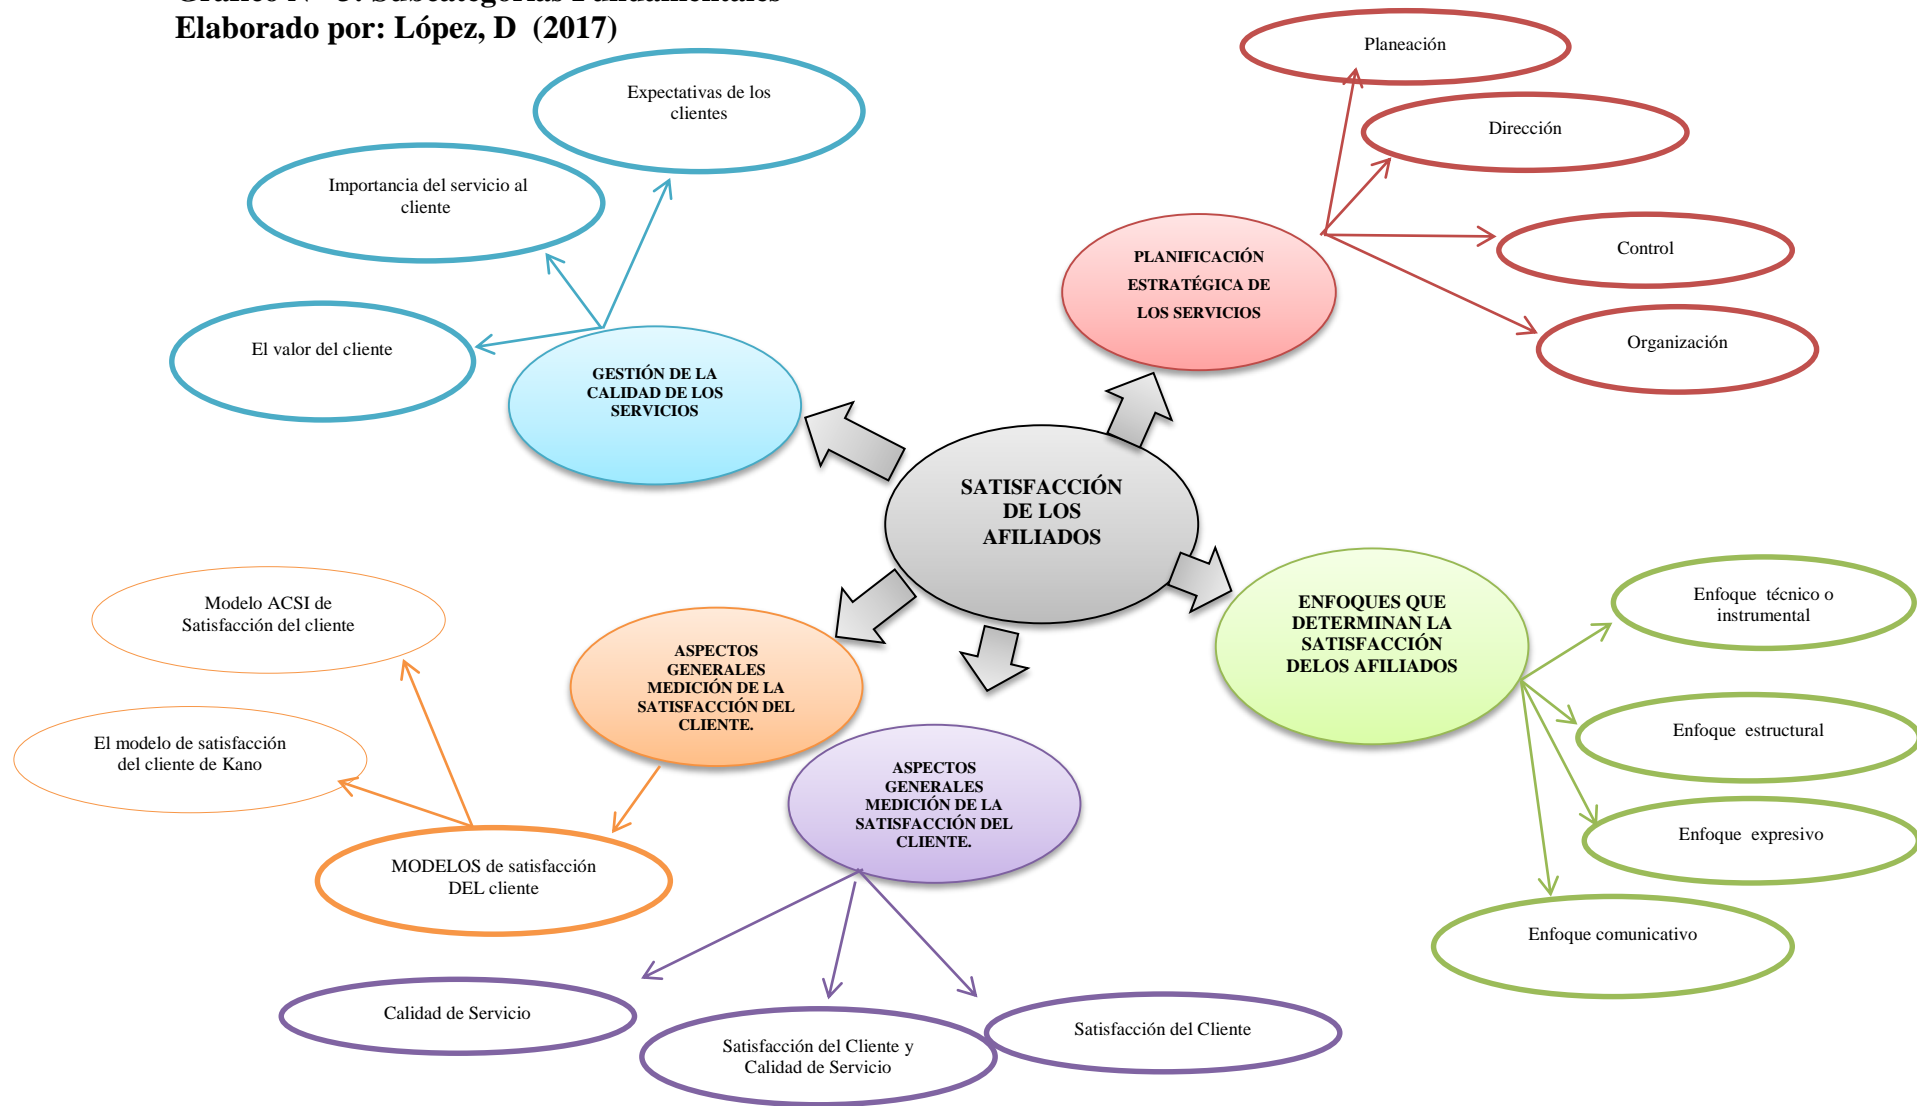 Gráfico N° 3: Subcategorías Fundamentales
Elaborado por: López, D (2017)
Expectativas de los
clientes
Importancia del servicio al
cliente
El valor del cliente
GESTIÓN DE LA
CALIDAD DE LOS
SERVICIOS
Planeación
Dirección
Control
Organización
PLANIFICACIÓN
ESTRATÉGICA DE
LOS SERVICIOS
SATISFACCIÓN
DE LOS
AFILIADOS
Modelo ACSI de
Satisfacción del cliente
El modelo de satisfacción
del cliente de Kano
MODELOS de satisfacción
DEL cliente
ASPECTOS
GENERALES
MEDICIÓN DE LA
SATISFACCIÓN DEL
CLIENTE.
ASPECTOS
GENERALES
MEDICIÓN DE LA
SATISFACCIÓN DEL
CLIENTE.
Calidad de Servicio
Satisfacción del Cliente y
Calidad de Servicio
Satisfacción del Cliente
ENFOQUES QUE
DETERMINAN LA
SATISFACCIÓN
DELOS AFILIADOS
Enfoque técnico o
instrumental
Enfoque estructural
Enfoque expresivo
Enfoque comunicativo